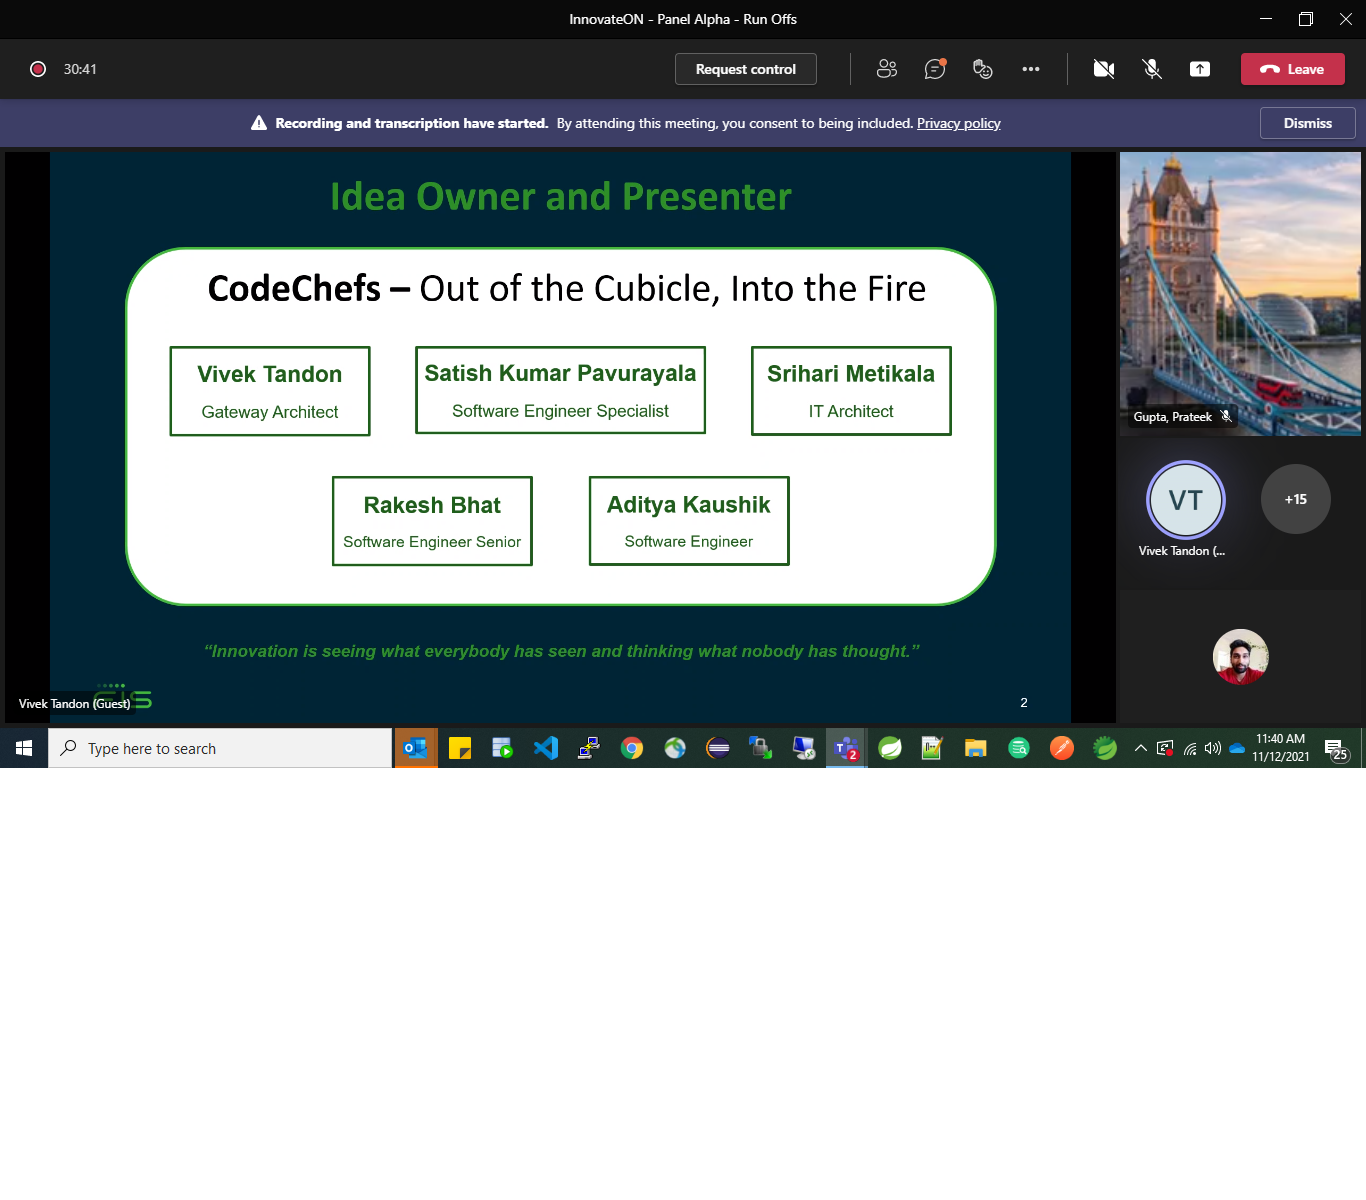 InnovateON - Panel Alpha - Run Offs
30:41
Request control
Leave
Recording and transcription have started. By attending this meeting, you consent to being included. Privacy policy
Dismiss
Idea Owner and Presenter
CodeChefs – Out of the Cubicle, Into the Fire
Vivek Tandon
Gateway Architect
Satish Kumar Pavurayala
Software Engineer Specialist
Srihari Metikala
IT Architect
Rakesh Bhat
Software Engineer Senior
Aditya Kaushik
Software Engineer
“Innovation is seeing what everybody has seen and thinking what nobody has thought.”
Vivek Tandon (Guest)
2
Gupta, Prateek
VT
+15
Vivek Tandon (...
Type here to search
2
11:40 AM
11/12/2021
25